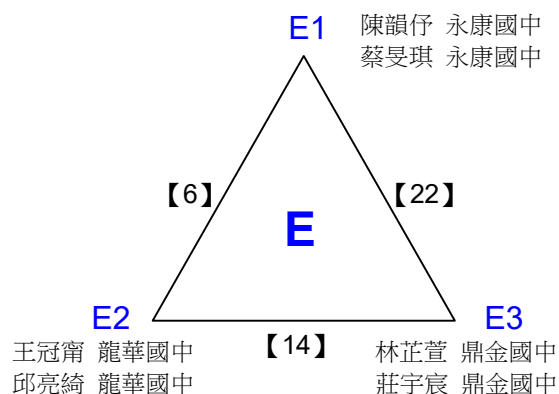 E1
陳韻伃 永康國中
蔡旻琪 永康國中
【6】
【22】
E
E2
E3
王冠甯 龍華國中
邱亮綺 龍華國中
【14】
林芷萱 鼎金國中
莊宇宸 鼎金國中